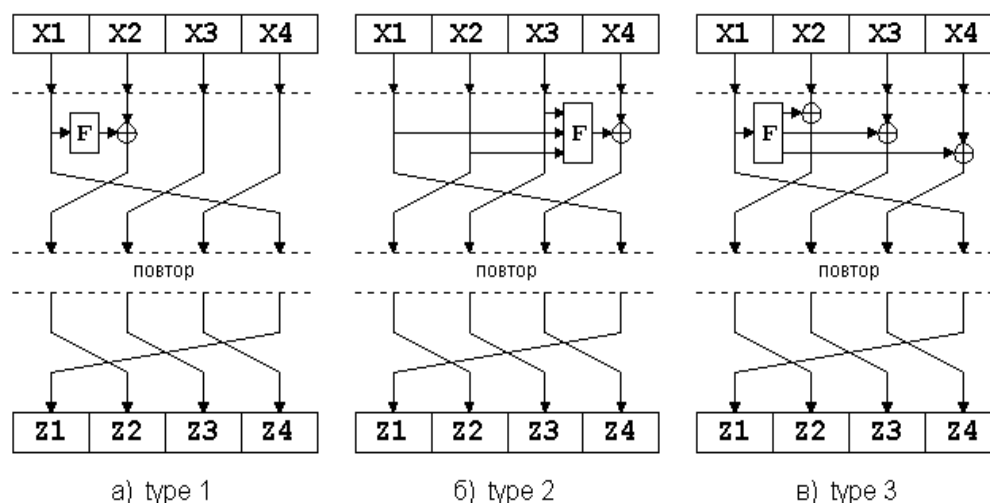 X1 X2 X3 X4 X1 X2 X3 X4 X1 X2 X3 X4
F F F
повтор повтор повтор
Z1 Z2 Z3 Z4 Z1 Z2 Z3 Z4 Z1 Z2 Z3 Z4
а) type 1 б) type 2 в) type 3